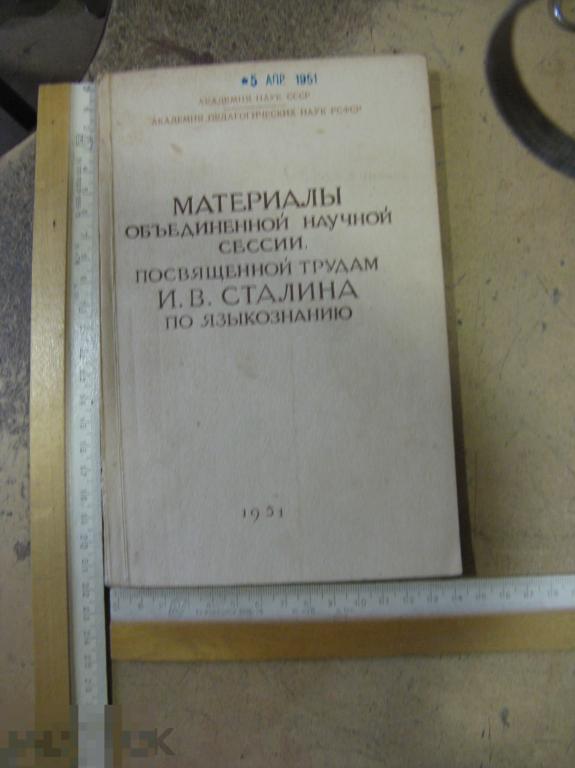 *5 АПР 1951
АКАДЕМИЯ НАУК СССР
АКАДЕМИЯ ПЕДАГОГИЧЕСКИХ НАУК РСФСР
МАТЕРИАЛЫ
ОБЪЕДИНЕННОЙ НАУЧНОЙ
СЕССИИ,
ПОСВЯЩЕННОЙ ТРУДАМ
И. В. СТАЛИНА
ПО ЯЗЫКОЗНАНИЮ
1951